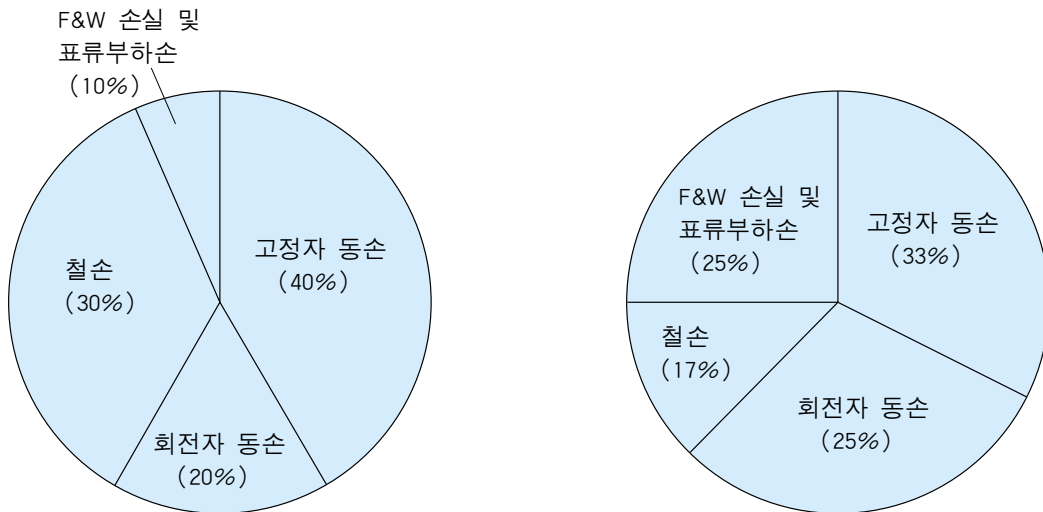 F&W 손실 및
표류부하손
(10%)
고정자 동손
(40%)
철손
(30%)
회전자 동손
(20%)
F&W 손실 및
표류부하손
(25%)
고정자 동손
(33%)
철손
(17%)
회전자 동손
(25%)